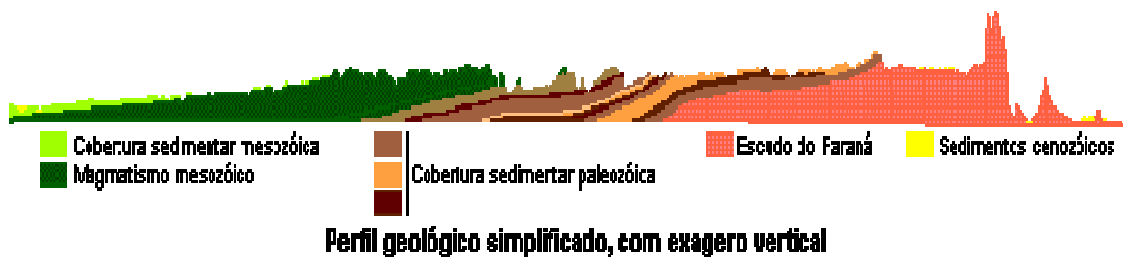 Cobertura sedimentar mesozóica
Magmatismo mesozóico
Cobertura sedimentar paleozóica
Escudo do Paraná
Sedimentos cenozóicos
Perfil geológico simplificado, com exagero vertical